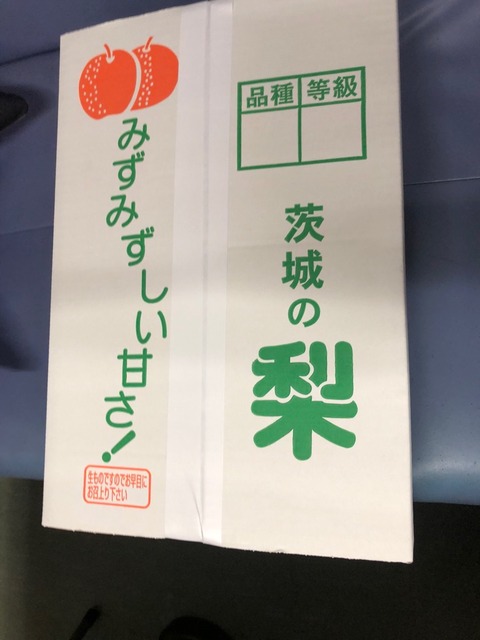 みずみずしい甘さ!
生ものですのでお早目に
お召上り下さい
品種 等級
茨城の
梨